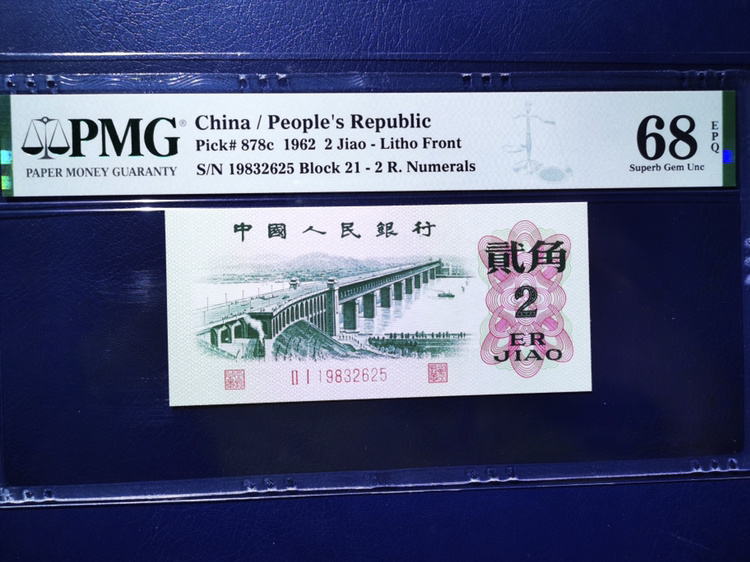 PMG®
PAPER MONEY GUARANTY
China / People's Republic
Pick# 878c 1962 2 Jiao - Litho Front
S/N 19832625 Block 21 - 2 R. Numerals
68
EPQ
Superb Gem Unc
中國人民銀行
貳角
2
ER
JIAO
II I 19832625